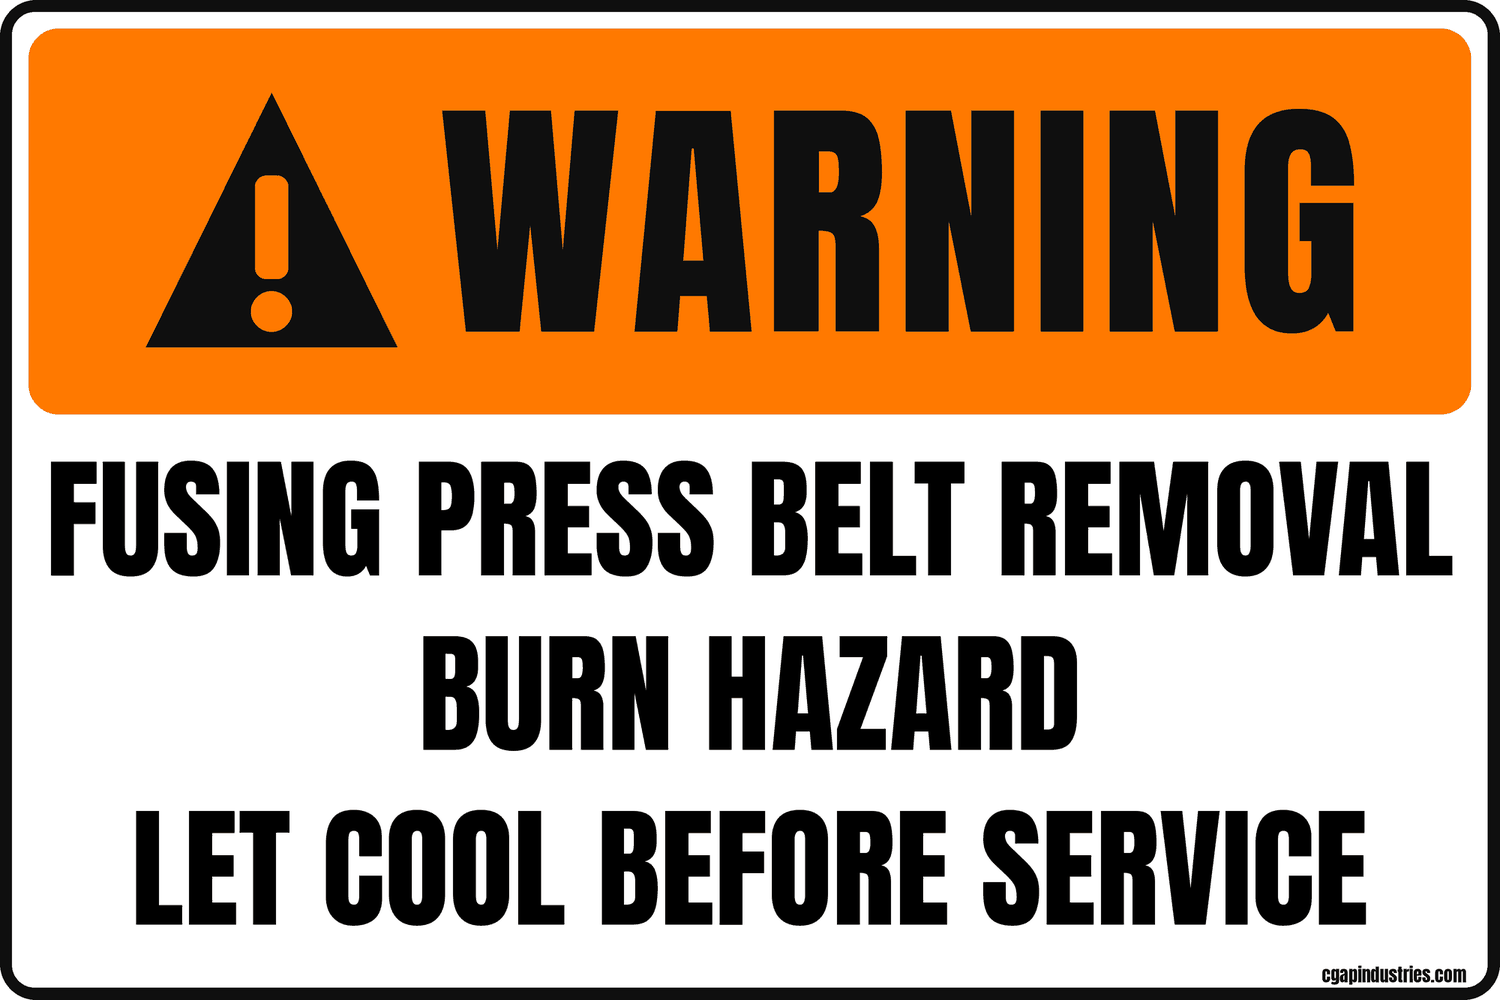 WARNING
FUSING PRESS BELT REMOVAL
BURN HAZARD
LET COOL BEFORE SERVICE
cgapindustries.com